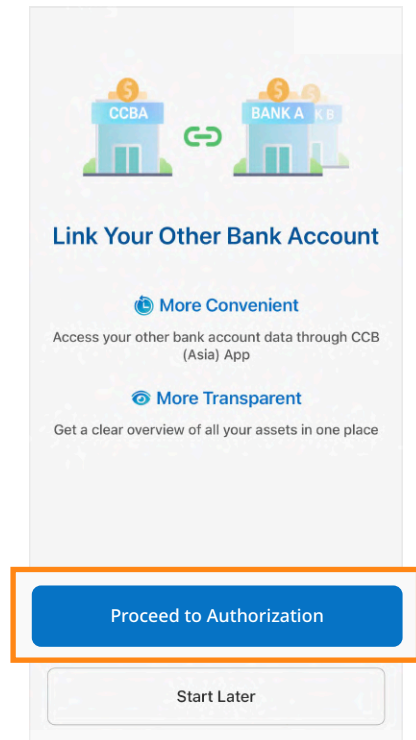 CCBA
BANK A
K B
Link Your Other Bank Account
More Convenient
Access your other bank account data through CCB
(Asia) App
More Transparent
Get a clear overview of all your assets in one place
Proceed to Authorization
Start Later